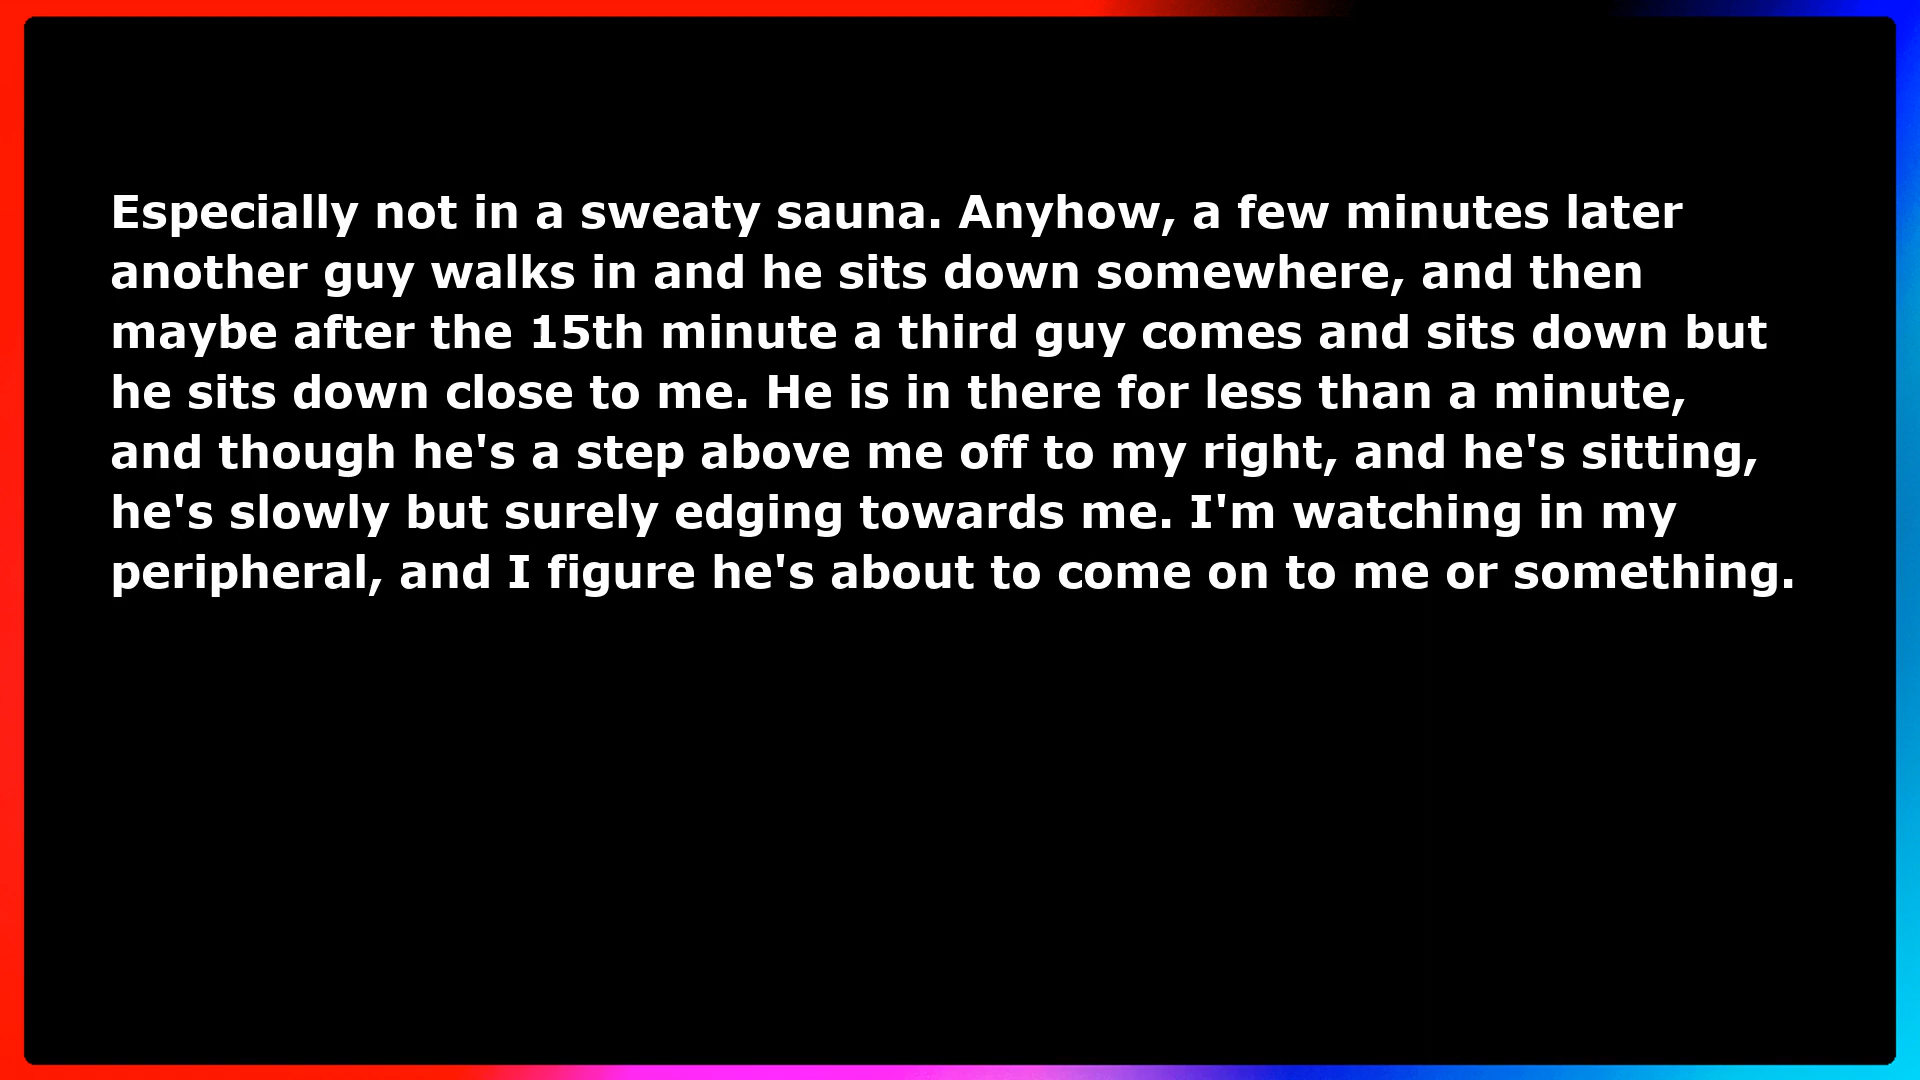 Especially not in a sweaty sauna. Anyhow, a few minutes later
another guy walks in and he sits down somewhere, and then
maybe after the 15th minute a third guy comes and sits down but
he sits down close to me. He is in there for less than a minute,
and though he's a step above me off to my right, and he's sitting,
he's slowly but surely edging towards me. I'm watching in my
peripheral, and I figure he's about to come on to me or something.